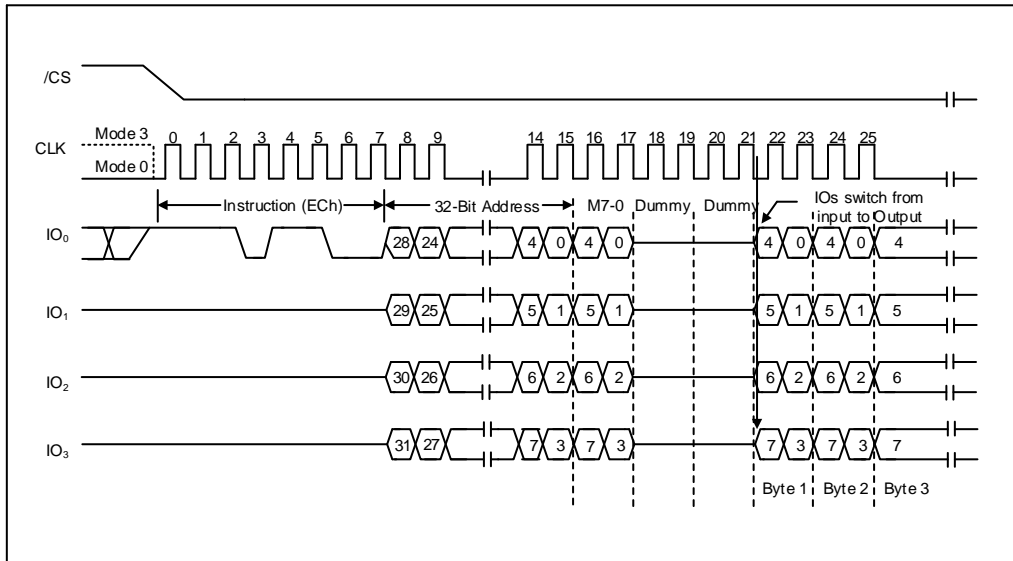 /CS
Mode 3
CLK
Mode 0
0 1 2 3 4 5 6 7 8 9 14 15 16 17 18 19 20 21 22 23 24 25
Instruction (ECh) 32-Bit Address M7-0 Dummy Dummy
IOs switch from
input to Output
IO0 28 24 4 0 4 0 4 0 4 0 4
IO1 29 25 5 1 5 1 5 1 5 1 5
IO2 30 26 6 2 6 2 6 2 6 2 6
IO3 31 27 7 3 7 3 7 3 7 3 7
Byte 1 Byte 2 Byte 3